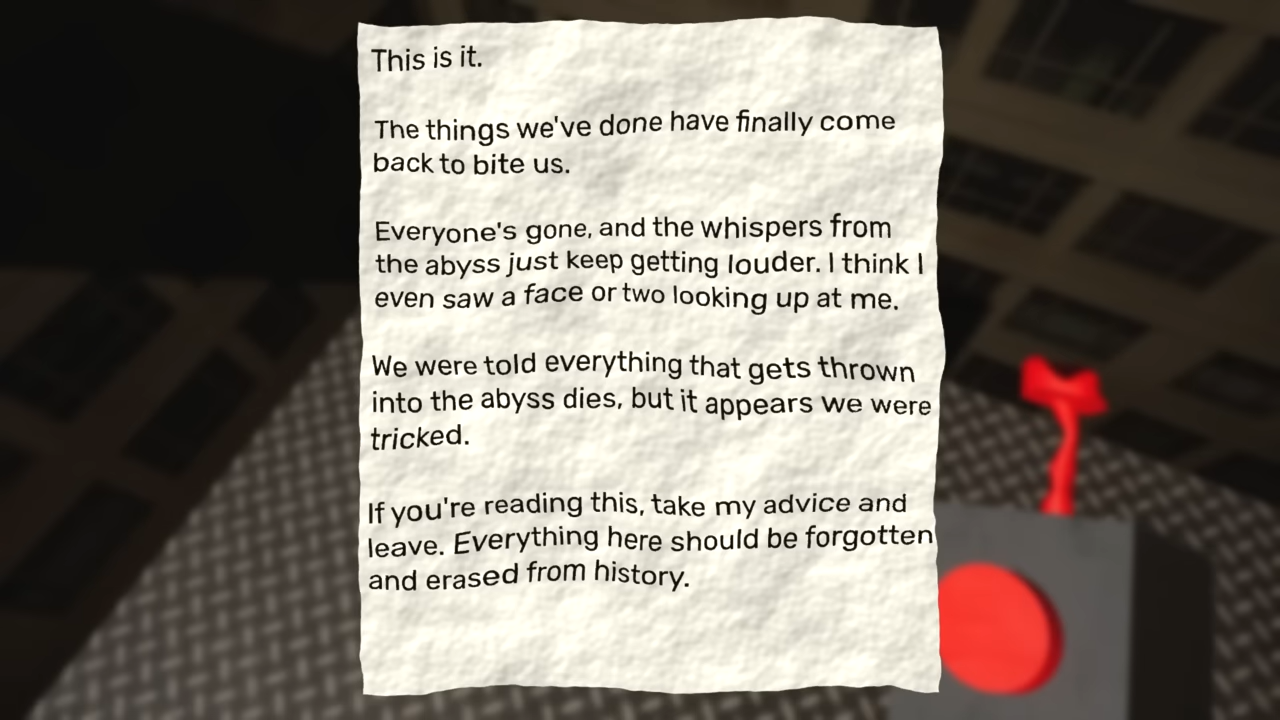 This is it.
The things we've done have finally come
back to bite us.
Everyone's gone, and the whispers from
the abyss just keep getting louder. I think I
even saw a face or two looking up at me.
We were told everything that gets thrown
into the abyss dies, but it appears we were
tricked.
If you're reading this, take my advice and
leave. Everything here should be forgotten
and erased from history.